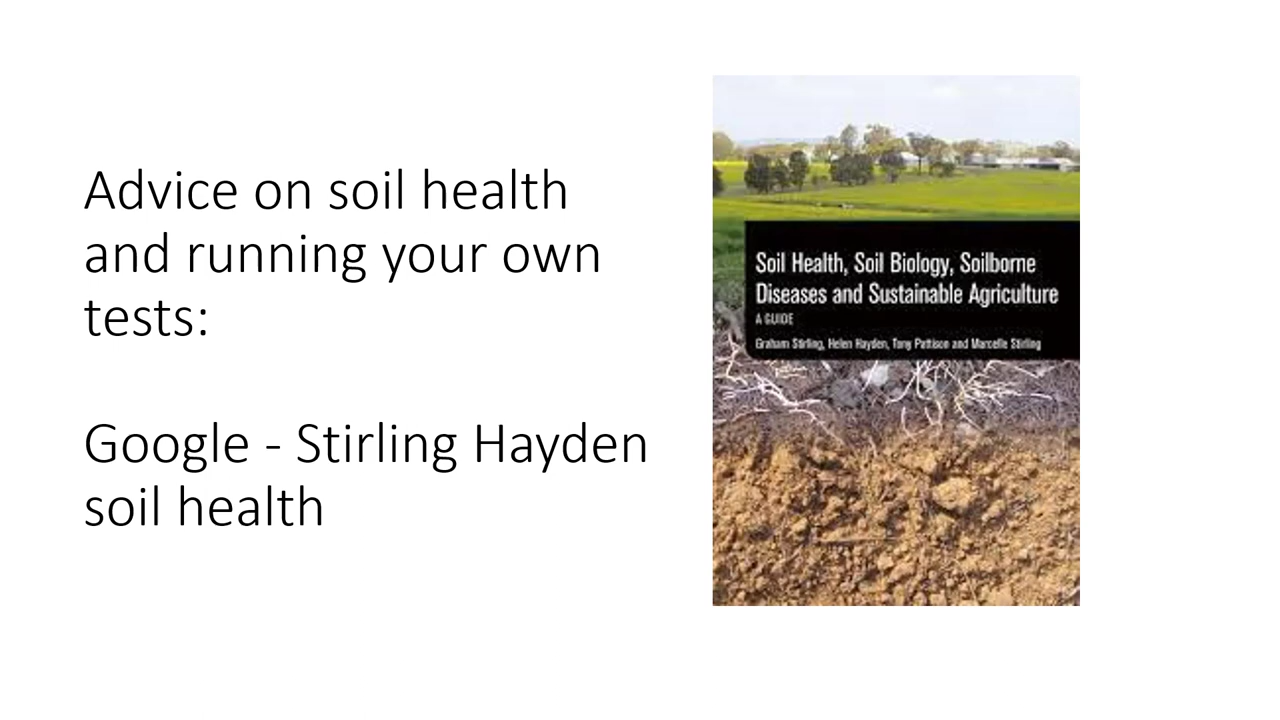 Advice on soil health
and running your own
tests:
Google - Stirling Hayden
soil health
Soil Health, Soil Biology, Soilborne
Diseases and Sustainable Agriculture
A GUIDE
Graham Stirling, Helen Hayden, Tony Pattison and Marcelle Stirling